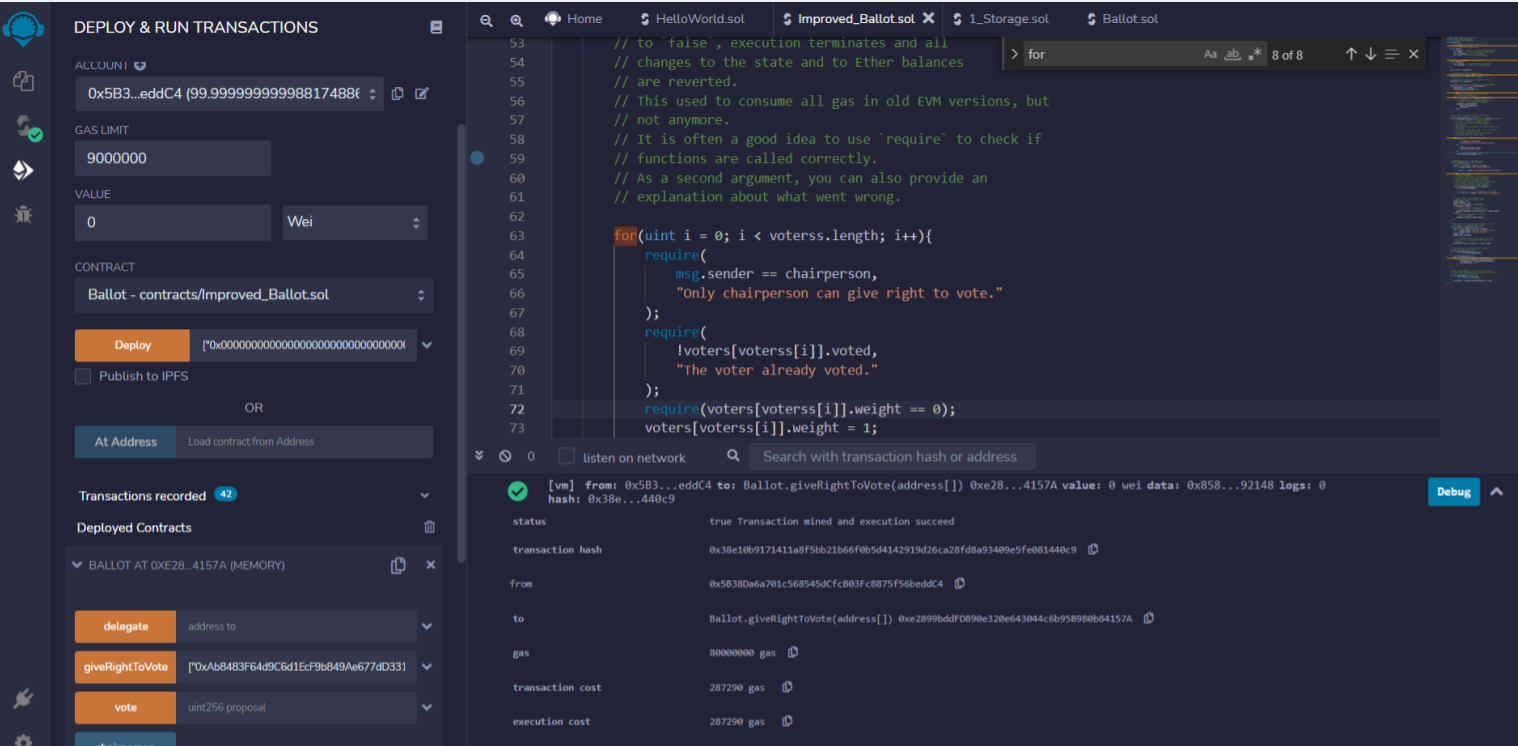 DEPLOY & RUN TRANSACTIONS
ACCOUNT
0x5B3...eddC4 (99.9999999999988174886
GAS LIMIT
9000000
VALUE
0
Wei
CONTRACT
Ballot - contracts/Improved_Ballot.sol
Deploy
Publish to IPFS
OR
At Address
Load contract from Address
Transactions recorded 42
Deployed Contracts
BALLOT AT 0XE28...4157A (MEMORY)
delegate
address to
giveRightToVote
["0xAb8483F64d9C6d1EcF9b849Ae677dD331
vote
uint256 proposal
Home
HelloWorld.sol
Improved_Ballot.sol
1_Storage.sol
Ballot.sol
for
Aa ab .*
8 of 8
53 // to `false`, execution terminates and all
54 // changes to the state and to Ether balances
55 // are reverted.
56 // This used to consume all gas in old EVM versions, but
57 // not anymore.
58 // It is often a good idea to use `require` to check if
59 // functions are called correctly.
60 // As a second argument, you can also provide an
61 // explanation about what went wrong.
62
63 for(uint i = 0; i < voterss.length; i++){
64 require(
65 msg.sender == chairperson,
66 "Only chairperson can give right to vote."
67 );
68 require(
69 !voters[voterss[i]].voted,
70 "The voter already voted."
71 );
72 require(voters[voterss[i]].weight == 0);
73 voters[voterss[i]].weight = 1;
0
listen on network
Search with transaction hash or address
[vm] from: 0x5B3...eddC4 to: Ballot.giveRightToVote(address[]) 0xe28...4157A value: 0 wei data: 0x858...92148 logs: 0
hash: 0x38e...440c9
Debug
status true Transaction mined and execution succeed
transaction hash 0x38e10b9171411a8f5bb21b66f0b5d4142919d26ca28fd8a93409e5fe081440c9
from 0x5B38Da6a701c568545dCfcB03FcB875f56beddC4
to Ballot.giveRightToVote(address[]) 0xe2899bddFD890e320e643044c6b95B9B0b84157A
gas 80000000 gas
transaction cost 287290 gas
execution cost 287290 gas